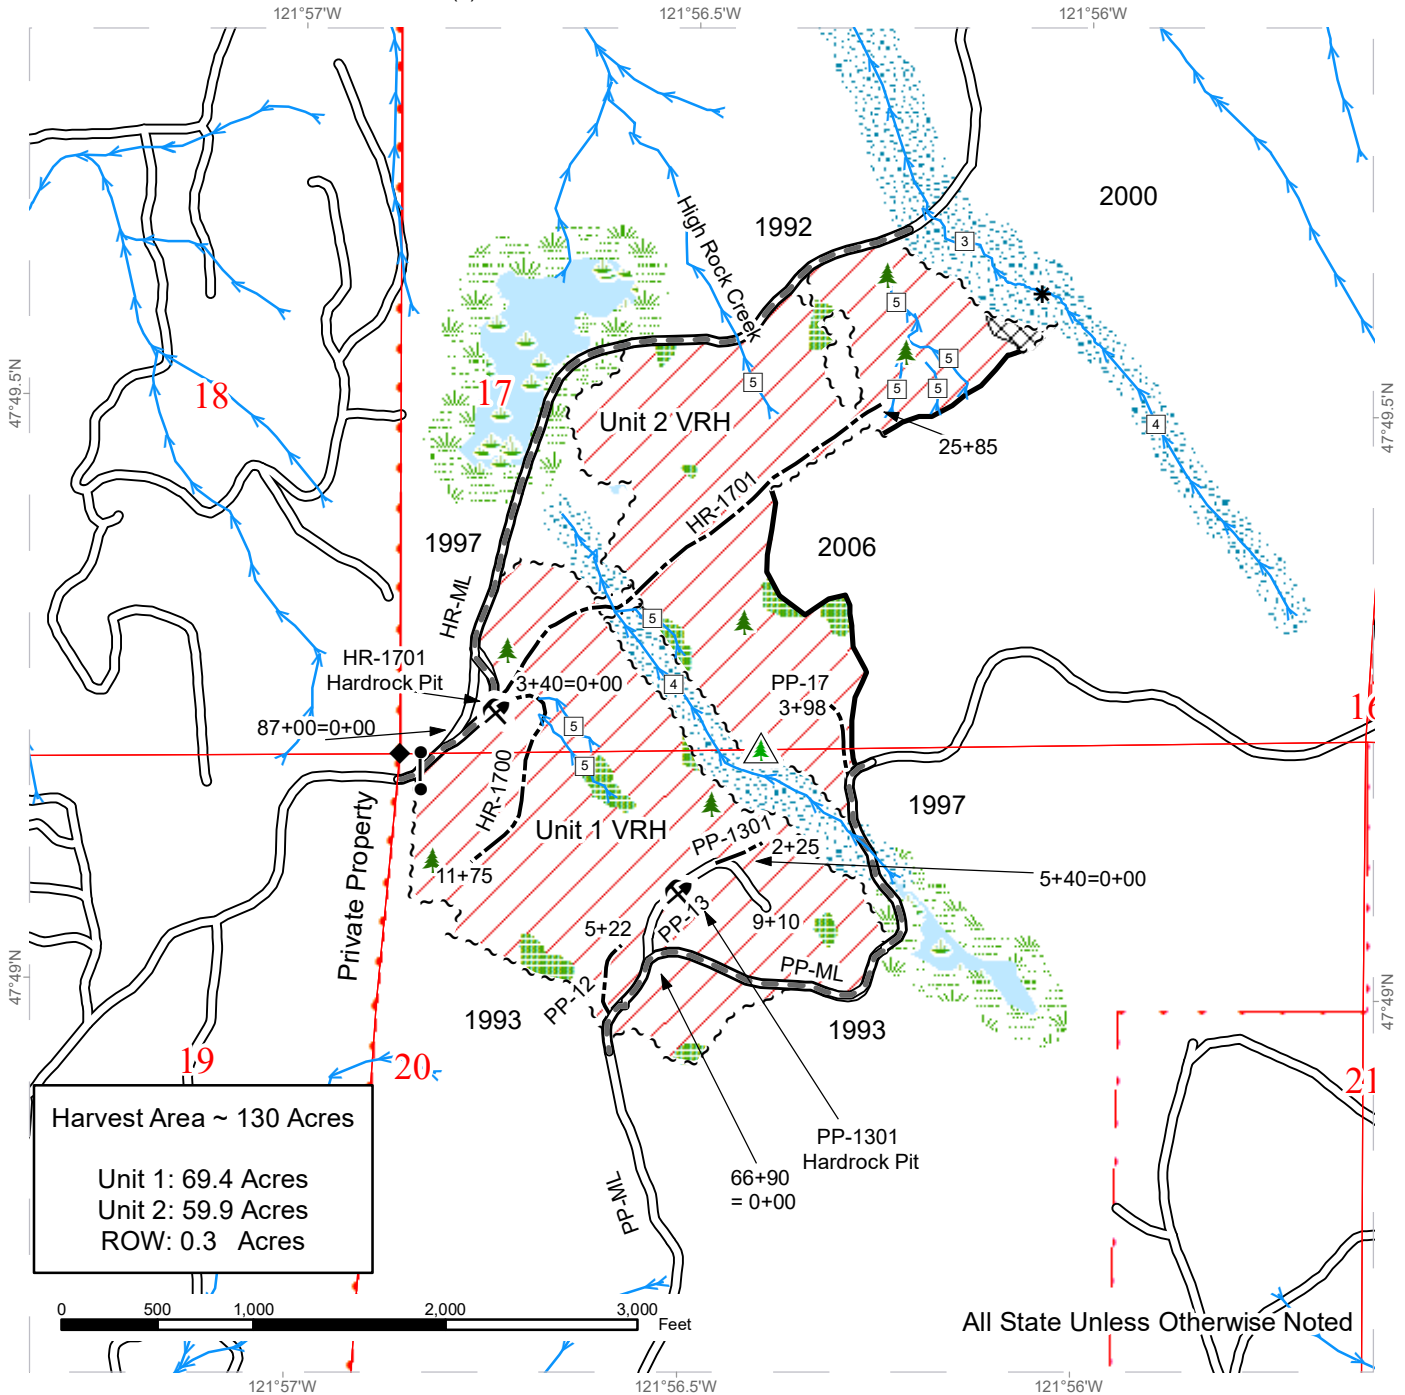 121°57'W
121°56.5'W
121°56'W
2000
High Rock Creek
1992
3
5
5
5
5
5
47°49.5'N
47°49.5'N
18
17
Unit 2 VRH
4
25+85
HR-1701
1997
2006
HR-ML
5
HR-1701
Hardrock Pit
3+40=0+00
4
PP-17
3+98
16
87+00=0+00
5
5
HR-1700
Private Property
Unit 1 VRH
1997
PP-1301
2+25
11+75
5+40=0+00
PP-13
9+10
5+22
PP-ML
47°49'N
47°49'N
PP-12
1993
1993
19
20
21
Harvest Area ~ 130 Acres
Unit 1: 69.4 Acres
Unit 2: 59.9 Acres
ROW: 0.3 Acres
PP-1301
Hardrock Pit
66+90
= 0+00
PP-ML
0
500
1,000
2,000
3,000
Feet
All State Unless Otherwise Noted
121°57'W
121°56.5'W
121°56'W